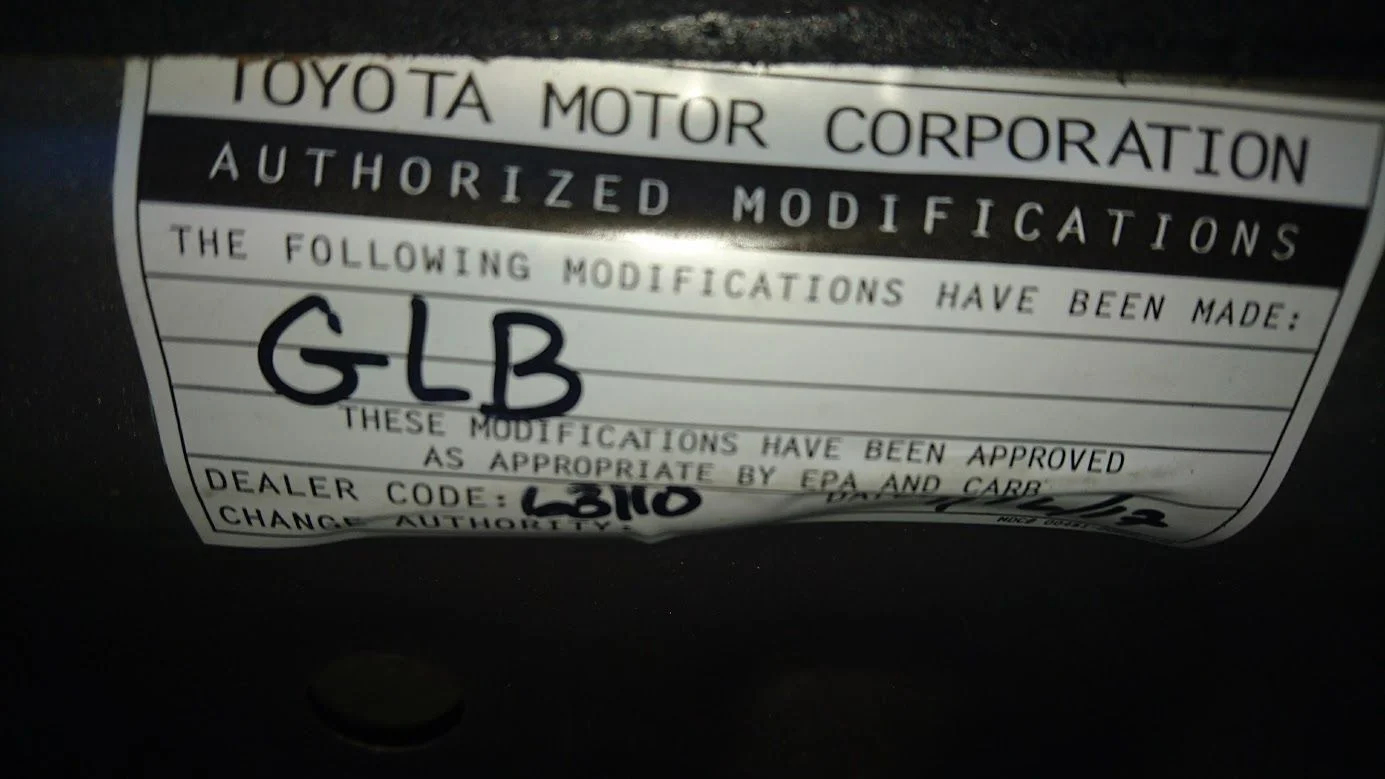 TOYOTA MOTOR CORPORATION
AUTHORIZED MODIFICATIONS
THE FOLLOWING MODIFICATIONS HAVE BEEN MADE:
GLB
THESE MODIFICATIONS HAVE BEEN APPROVED
AS APPROPRIATE BY EPA AND CARB
DEALER CODE: 63110
CHANGE AUTHORITY: